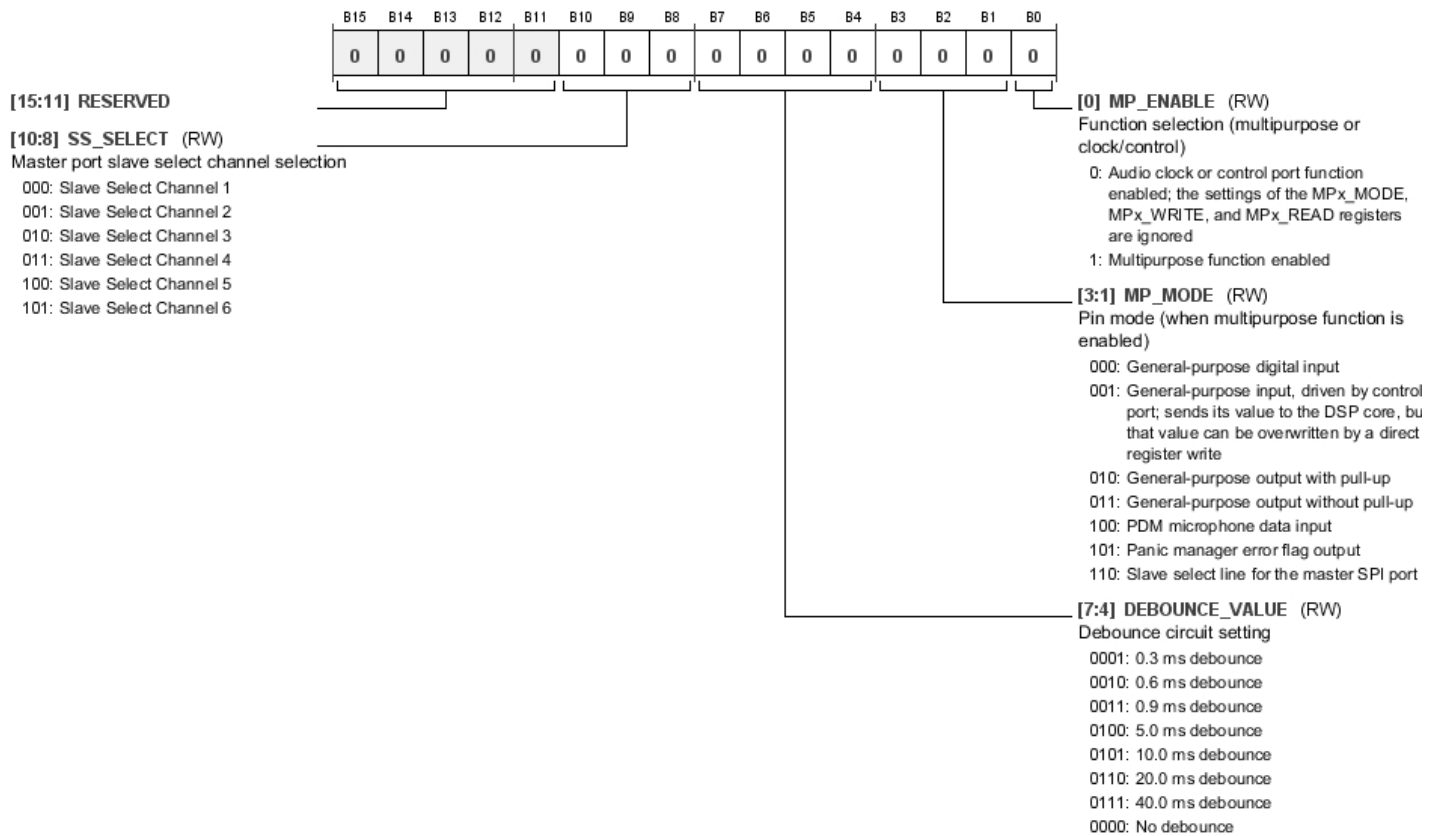 B15 B14 B13 B12 B11 B10 B9 B8 B7 B6 B5 B4 B3 B2 B1 B0
0 0 0 0 0 0 0 0 0 0 0 0 0 0 0 0
[15:11] RESERVED
[10:8] SS_SELECT (RW)
Master port slave select channel selection
000: Slave Select Channel 1
001: Slave Select Channel 2
010: Slave Select Channel 3
011: Slave Select Channel 4
100: Slave Select Channel 5
101: Slave Select Channel 6
[0] MP_ENABLE (RW)
Function selection (multipurpose or
clock/control)
0: Audio clock or control port function
enabled; the settings of the MPx_MODE,
MPx_WRITE, and MPx_READ registers
are ignored
1: Multipurpose function enabled
[3:1] MP_MODE (RW)
Pin mode (when multipurpose function is
enabled)
000: General-purpose digital input
001: General-purpose input, driven by control
port; sends its value to the DSP core, bu
that value can be overwritten by a direct
register write
010: General-purpose output with pull-up
011: General-purpose output without pull-up
100: PDM microphone data input
101: Panic manager error flag output
110: Slave select line for the master SPI port
[7:4] DEBOUNCE_VALUE (RW)
Debounce circuit setting
0001: 0.3 ms debounce
0010: 0.6 ms debounce
0011: 0.9 ms debounce
0100: 5.0 ms debounce
0101: 10.0 ms debounce
0110: 20.0 ms debounce
0111: 40.0 ms debounce
0000: No debounce